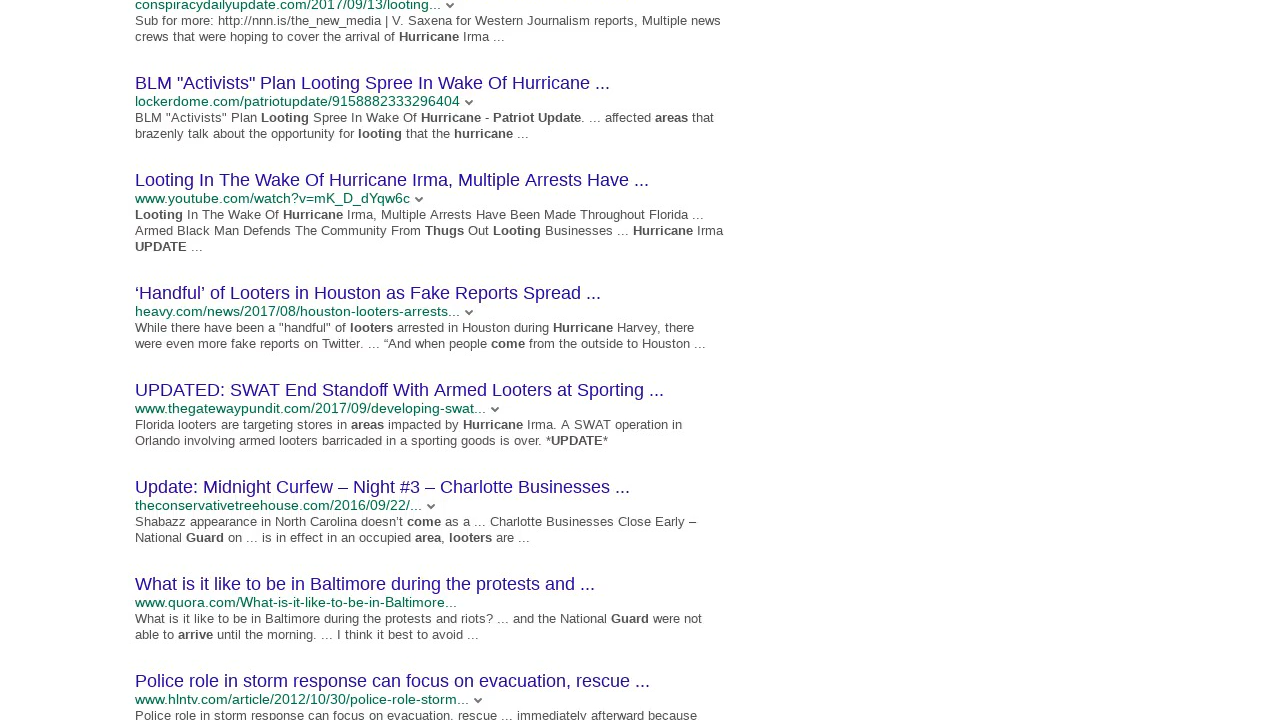 conspiracydailyupdate.com/2017/09/13/looting...
Sub for more: http://nnn.is/the_new_media | V. Saxena for Western Journalism reports, Multiple news
crews that were hoping to cover the arrival of Hurricane Irma ...
BLM "Activists" Plan Looting Spree In Wake Of Hurricane ...
lockerdome.com/patriotupdate/9158882333296404
BLM "Activists" Plan Looting Spree In Wake Of Hurricane - Patriot Update. ... affected areas that
brazenly talk about the opportunity for looting that the hurricane ...
Looting In The Wake Of Hurricane Irma, Multiple Arrests Have ...
www.youtube.com/watch?v=mK_D_dYqw6c
Looting In The Wake Of Hurricane Irma, Multiple Arrests Have Been Made Throughout Florida ...
Armed Black Man Defends The Community From Thugs Out Looting Businesses ... Hurricane Irma
UPDATE ...
‘Handful’ of Looters in Houston as Fake Reports Spread ...
heavy.com/news/2017/08/houston-looters-arrests...
While there have been a "handful" of looters arrested in Houston during Hurricane Harvey, there
were even more fake reports on Twitter. ... “And when people come from the outside to Houston ...
UPDATED: SWAT End Standoff With Armed Looters at Sporting ...
www.thegatewaypundit.com/2017/09/developing-swat...
Florida looters are targeting stores in areas impacted by Hurricane Irma. A SWAT operation in
Orlando involving armed looters barricaded in a sporting goods is over. *UPDATE*
Update: Midnight Curfew – Night #3 – Charlotte Businesses ...
theconservativetreehouse.com/2016/09/22/...
Shabazz appearance in North Carolina doesn’t come as a ... Charlotte Businesses Close Early –
National Guard on ... is in effect in an occupied area, looters are ...
What is it like to be in Baltimore during the protests and ...
www.quora.com/What-is-it-like-to-be-in-Baltimore...
What is it like to be in Baltimore during the protests and riots? ... and the National Guard were not
able to arrive until the morning. ... I think it best to avoid ...
Police role in storm response can focus on evacuation, rescue ...
www.hlntv.com/article/2012/10/30/police-role-storm...
Police role in storm response can focus on evacuation, rescue ... immediately afterward because